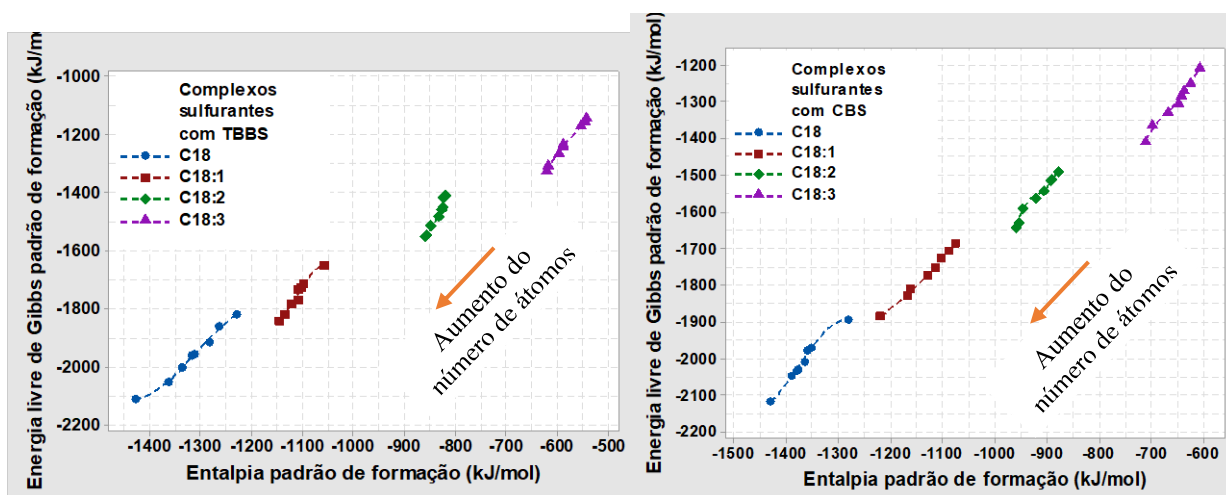 Energia livre de Gibbs padrão de formação (kJ/mol)
-1000
-1200
-1400
-1600
-1800
-2000
-2200
Complexos
sulfurantes
com TBBS
C18
C18:1
C18:2
C18:3
Aumento do
número de átomos
-1400
-1300
-1200
-1100
-1000
-900
-800
-700
-600
-500
Entalpia padrão de formação (kJ/mol)
Energia livre de Gibbs padrão de formação (kJ/mol)
-1200
-1300
-1400
-1500
-1600
-1700
-1800
-1900
-2000
-2100
-2200
Complexos
sulfurantes
com CBS
C18
C18:1
C18:2
C18:3
Aumento do
número de átomos
-1500
-1400
-1300
-1200
-1100
-1000
-900
-800
-700
-600
Entalpia padrão de formação (kJ/mol)